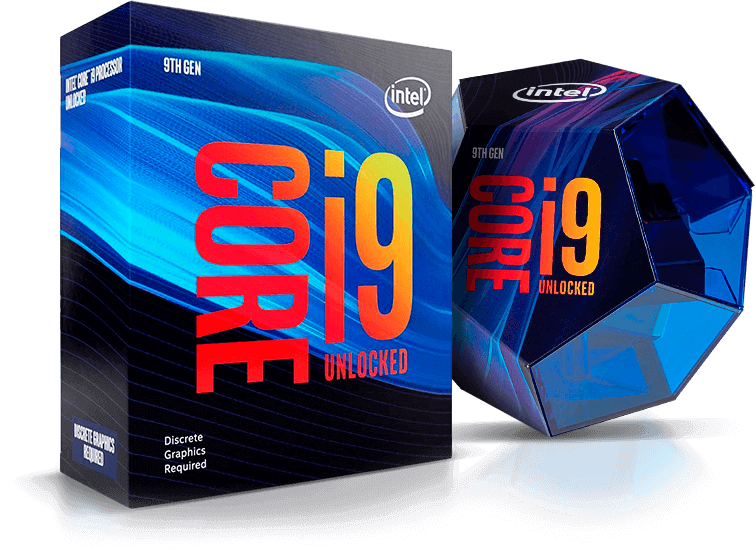 INTEL® CORE™ i9 PROCESSOR
UNLOCKED
9TH GEN
intel
CORE i9
UNLOCKED
Discrete
Graphics
Required
DISCRETE GRAPHICS
REQUIRED
intel
9TH GEN
CORE i9
UNLOCKED